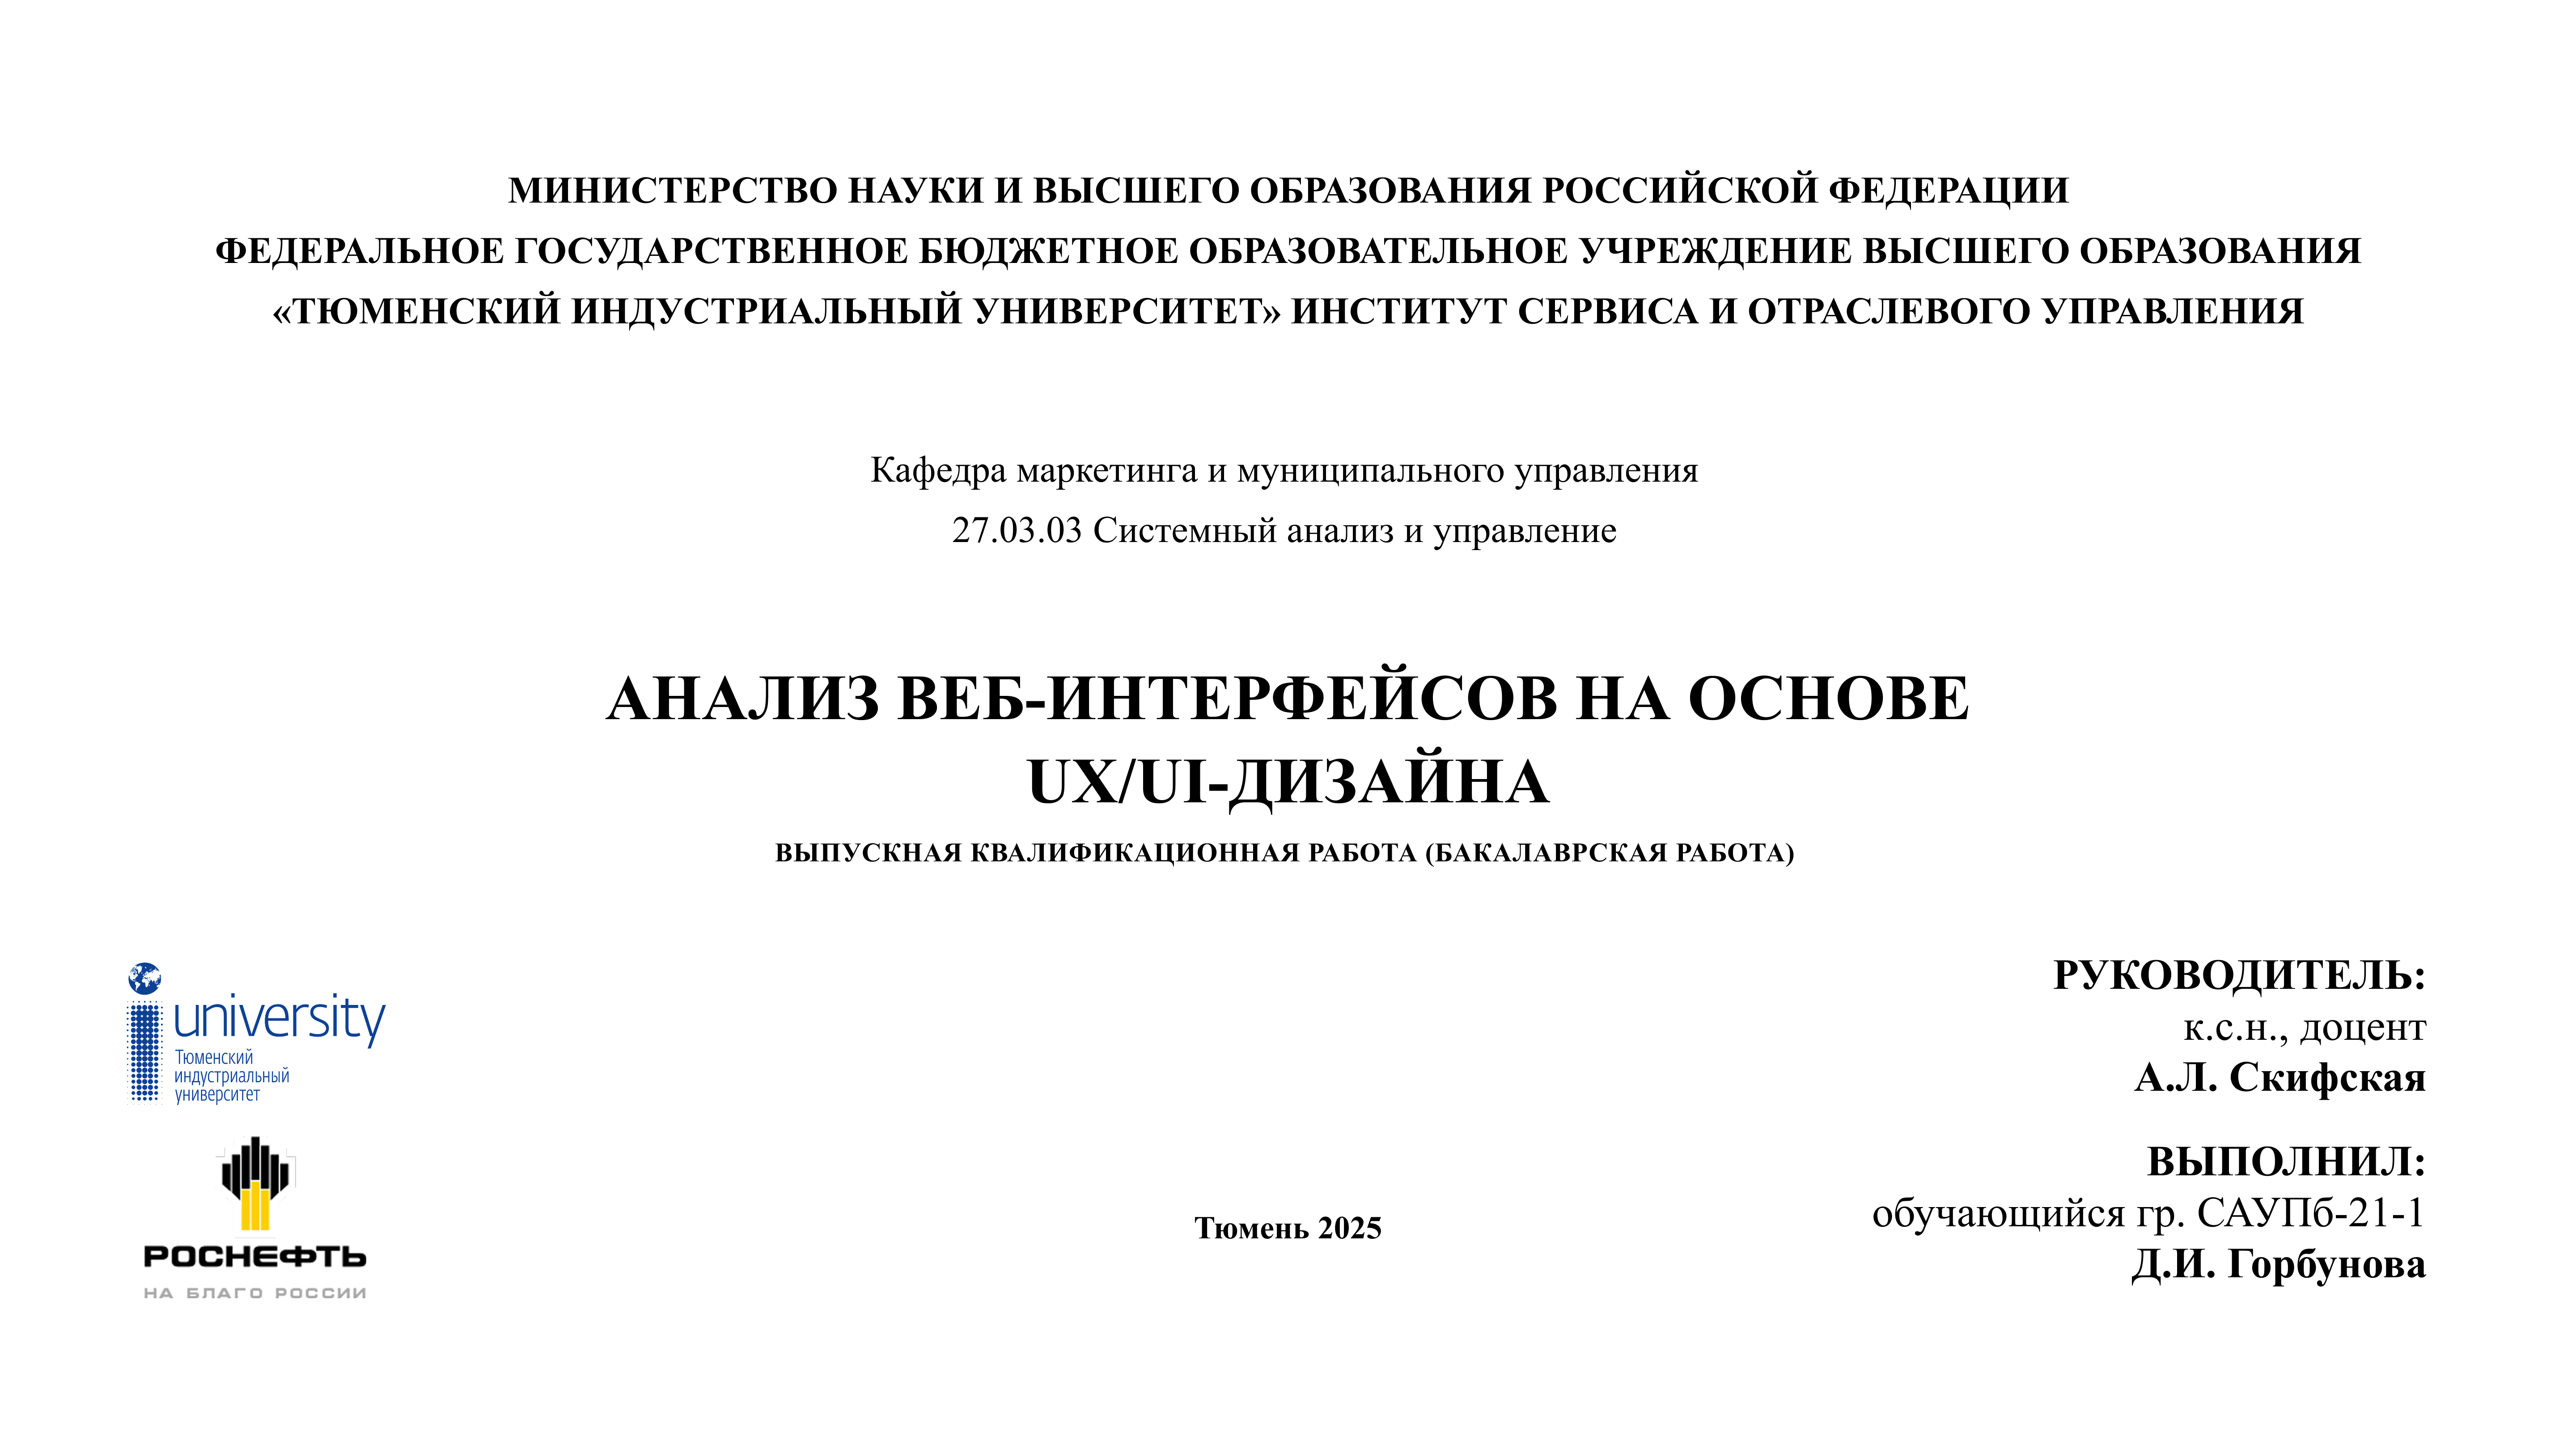 МИНИСТЕРСТВО НАУКИ И ВЫСШЕГО ОБРАЗОВАНИЯ РОССИЙСКОЙ ФЕДЕРАЦИИ
ФЕДЕРАЛЬНОЕ ГОСУДАРСТВЕННОЕ БЮДЖЕТНОЕ ОБРАЗОВАТЕЛЬНОЕ УЧРЕЖДЕНИЕ ВЫСШЕГО ОБРАЗОВАНИЯ
«ТЮМЕНСКИЙ ИНДУСТРИАЛЬНЫЙ УНИВЕРСИТЕТ» ИНСТИТУТ СЕРВИСА И ОТРАСЛЕВОГО УПРАВЛЕНИЯ
Кафедра маркетинга и муниципального управления
27.03.03 Системный анализ и управление
АНАЛИЗ ВЕБ-ИНТЕРФЕЙСОВ НА ОСНОВЕ
UX/UI-ДИЗАЙНА
ВЫПУСКНАЯ КВАЛИФИКАЦИОННАЯ РАБОТА (БАКАЛАВРСКАЯ РАБОТА)
university
Тюменский
индустриальный
университет
РОСНЕФТЬ
НА БЛАГО РОССИИ
Тюмень 2025
РУКОВОДИТЕЛЬ:
к.с.н., доцент
А.Л. Скифская
ВЫПОЛНИЛ:
обучающийся гр. САУПб-21-1
Д.И. Горбунова